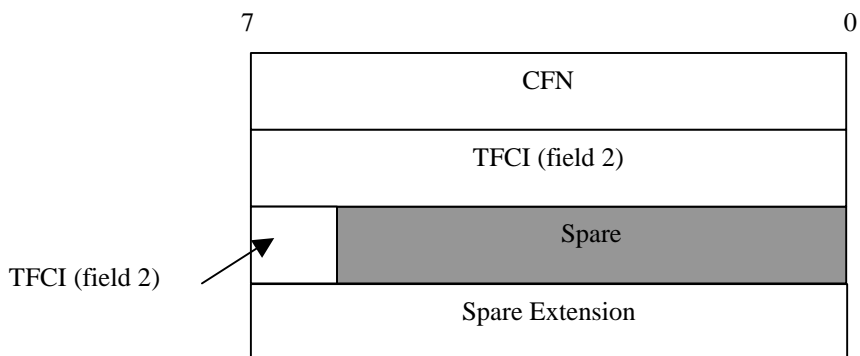 7 0
CFN
TFCI (field 2)
Spare
TFCI (field 2)
Spare Extension